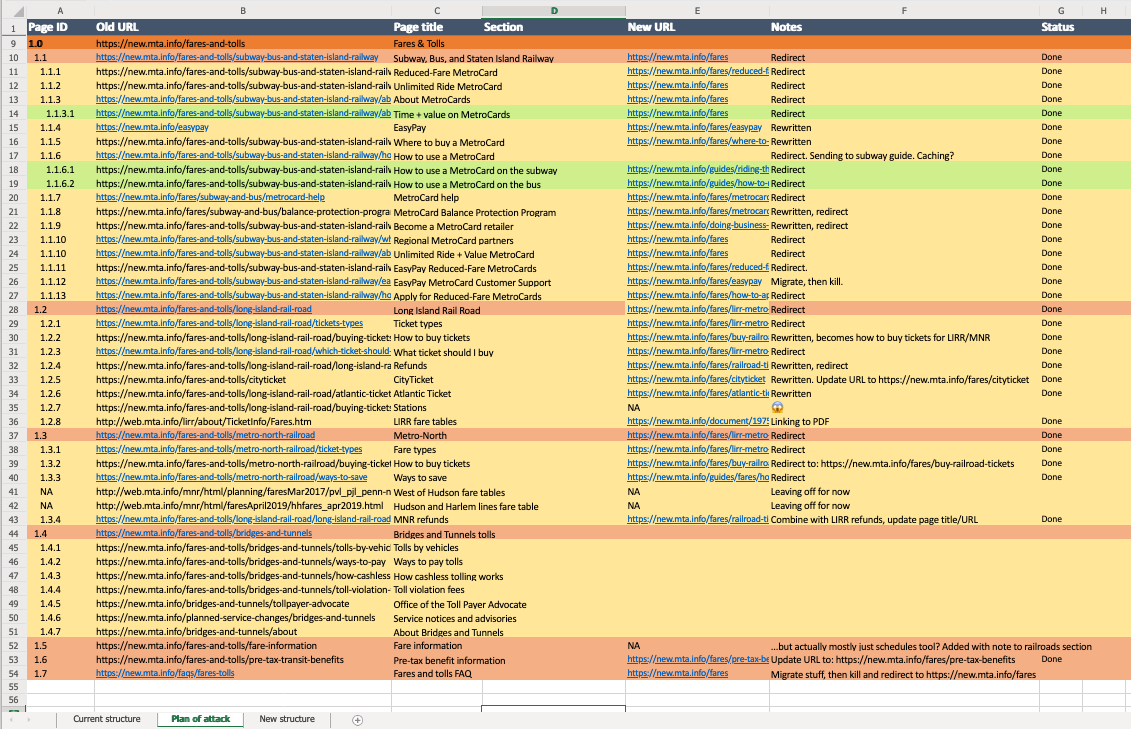 A B C D E F G H
1 Page ID Old URL Page title Section New URL Notes Status
9 1.0 https://new.mta.info/fares-and-tolls Fares & Tolls
10 1.1 https://new.mta.info/fares-and-tolls/subway-bus-and-staten-island-railway Subway, Bus, and Staten Island Railway https://new.mta.info/fares Redirect Done
11 1.1.1 https://new.mta.info/fares-and-tolls/subway-bus-and-staten-island-railw Reduced-Fare MetroCard https://new.mta.info/fares/reduced-f Redirect Done
12 1.1.2 https://new.mta.info/fares-and-tolls/subway-bus-and-staten-island-railw Unlimited Ride MetroCard https://new.mta.info/fares Redirect Done
13 1.1.3 https://new.mta.info/fares-and-tolls/subway-bus-and-staten-island-railway/ab About MetroCards https://new.mta.info/fares Redirect Done
14 1.1.3.1 https://new.mta.info/fares-and-tolls/subway-bus-and-staten-island-railway/ab Time + value on MetroCards https://new.mta.info/fares Redirect Done
15 1.1.4 https://new.mta.info/easypay EasyPay https://new.mta.info/fares/easypay Rewritten Done
16 1.1.5 https://new.mta.info/fares-and-tolls/subway-bus-and-staten-island-railw Where to buy a MetroCard https://new.mta.info/fares/where-to- Rewritten Done
17 1.1.6 https://new.mta.info/fares-and-tolls/subway-bus-and-staten-island-railway/ho How to use a MetroCard Redirect. Sending to subway guide. Caching? Done
18 1.1.6.1 https://new.mta.info/fares-and-tolls/subway-bus-and-staten-island-railw How to use a MetroCard on the subway https://new.mta.info/guides/riding-th Redirect Done
19 1.1.6.2 https://new.mta.info/fares-and-tolls/subway-bus-and-staten-island-railw How to use a MetroCard on the bus https://new.mta.info/guides/how-to- Redirect Done
20 1.1.7 https://new.mta.info/fares/subway-and-bus/metrocard-help MetroCard help https://new.mta.info/fares/metrocard Redirect Done
21 1.1.8 https://new.mta.info/fares/subway-and-bus/balance-protection-progra MetroCard Balance Protection Program https://new.mta.info/fares/metrocard Rewritten, redirect Done
22 1.1.9 https://new.mta.info/fares-and-tolls/subway-bus-and-staten-island-railw Become a MetroCard retailer https://new.mta.info/doing-business- Rewritten, redirect Done
23 1.1.10 https://new.mta.info/fares-and-tolls/subway-bus-and-staten-island-railway/wh Regional MetroCard partners https://new.mta.info/fares Redirect Done
24 1.1.10 https://new.mta.info/fares-and-tolls/subway-bus-and-staten-island-railway/ab Unlimited Ride + Value MetroCard https://new.mta.info/fares Redirect Done
25 1.1.11 https://new.mta.info/fares-and-tolls/subway-bus-and-staten-island-railw EasyPay Reduced-Fare MetroCards https://new.mta.info/fares/reduced-f Redirect. Done
26 1.1.12 https://new.mta.info/fares-and-tolls/subway-bus-and-staten-island-railway/ea EasyPay MetroCard Customer Support https://new.mta.info/fares/easypay Migrate, then kill. Done
27 1.1.13 https://new.mta.info/fares-and-tolls/subway-bus-and-staten-island-railway/ho Apply for Reduced-Fare MetroCards https://new.mta.info/fares/how-to-ap Redirect Done
28 1.2 https://new.mta.info/fares-and-tolls/long-island-rail-road Long Island Rail Road https://new.mta.info/fares/lirr-metro- Redirect Done
29 1.2.1 https://new.mta.info/fares-and-tolls/long-island-rail-road/tickets-types Ticket types https://new.mta.info/fares/lirr-metro- Redirect Done
30 1.2.2 https://new.mta.info/fares-and-tolls/long-island-rail-road/buying-tickets How to buy tickets https://new.mta.info/fares/buy-railroa Rewritten, becomes how to buy tickets for LIRR/MNR Done
31 1.2.3 https://new.mta.info/fares-and-tolls/long-island-rail-road/which-ticket-should- What ticket should I buy https://new.mta.info/fares/lirr-metro- Redirect Done
32 1.2.4 https://new.mta.info/fares-and-tolls/long-island-rail-road/long-island-ra Refunds https://new.mta.info/fares/railroad-ti Rewritten, redirect Done
33 1.2.5 https://new.mta.info/fares-and-tolls/cityticket CityTicket https://new.mta.info/fares/cityticket Rewritten. Update URL to https://new.mta.info/fares/cityticket Done
34 1.2.6 https://new.mta.info/fares-and-tolls/long-island-rail-road/atlantic-ticket Atlantic Ticket https://new.mta.info/fares/atlantic-tic Rewritten Done
35 1.2.7 https://new.mta.info/fares-and-tolls/long-island-rail-road/buying-tickets Stations NA 😱
36 1.2.8 http://web.mta.info/lirr/about/TicketInfo/Fares.htm LIRR fare tables https://new.mta.info/document/1975 Linking to PDF Done
37 1.3 https://new.mta.info/fares-and-tolls/metro-north-railroad Metro-North https://new.mta.info/fares/lirr-metro- Redirect Done
38 1.3.1 https://new.mta.info/fares-and-tolls/metro-north-railroad/ticket-types Fare types https://new.mta.info/fares/lirr-metro- Redirect Done
39 1.3.2 https://new.mta.info/fares-and-tolls/metro-north-railroad/buying-ticket How to buy tickets https://new.mta.info/fares/buy-railroa Redirect to: https://new.mta.info/fares/buy-railroad-tickets Done
40 1.3.3 https://new.mta.info/fares-and-tolls/metro-north-railroad/ways-to-save Ways to save https://new.mta.info/guides/fares/ho Redirect Done
41 NA http://web.mta.info/mnr/html/planning/faresMar2017/pvl_pjl_penn-n West of Hudson fare tables NA Leaving off for now
42 NA http://web.mta.info/mnr/html/faresApril2019/hhfares_apr2019.html Hudson and Harlem lines fare table NA Leaving off for now
43 1.3.4 https://new.mta.info/fares-and-tolls/long-island-rail-road/long-island-road MNR refunds https://new.mta.info/fares/railroad-ti Combine with LIRR refunds, update page title/URL Done
44 1.4 https://new.mta.info/fares-and-tolls/bridges-and-tunnels Bridges and Tunnels tolls
45 1.4.1 https://new.mta.info/fares-and-tolls/bridges-and-tunnels/tolls-by-vehic Tolls by vehicles
46 1.4.2 https://new.mta.info/fares-and-tolls/bridges-and-tunnels/ways-to-pay Ways to pay tolls
47 1.4.3 https://new.mta.info/fares-and-tolls/bridges-and-tunnels/how-cashless How cashless tolling works
48 1.4.4 https://new.mta.info/fares-and-tolls/bridges-and-tunnels/toll-violation- Toll violation fees
49 1.4.5 https://new.mta.info/bridges-and-tunnels/tollpayer-advocate Office of the Toll Payer Advocate
50 1.4.6 https://new.mta.info/planned-service-changes/bridges-and-tunnels Service notices and advisories
51 1.4.7 https://new.mta.info/bridges-and-tunnels/about About Bridges and Tunnels
52 1.5 https://new.mta.info/fares-and-tolls/fare-information Fare information NA ...but actually mostly just schedules tool? Added with note to railroads section
53 1.6 https://new.mta.info/fares-and-tolls/pre-tax-transit-benefits Pre-tax benefit information https://new.mta.info/fares/pre-tax-be Update URL to: https://new.mta.info/fares/pre-tax-benefits Done
54 1.7 https://new.mta.info/faqs/fares-tolls Fares and tolls FAQ https://new.mta.info/fares Migrate stuff, then kill and redirect to https://new.mta.info/fares
55
56
Current structure Plan of attack New structure